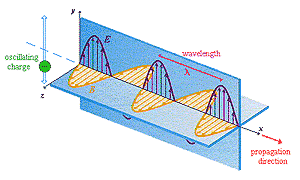 y
E
wavelength
λ
oscillating
charge
z
B
x
propagation
direction